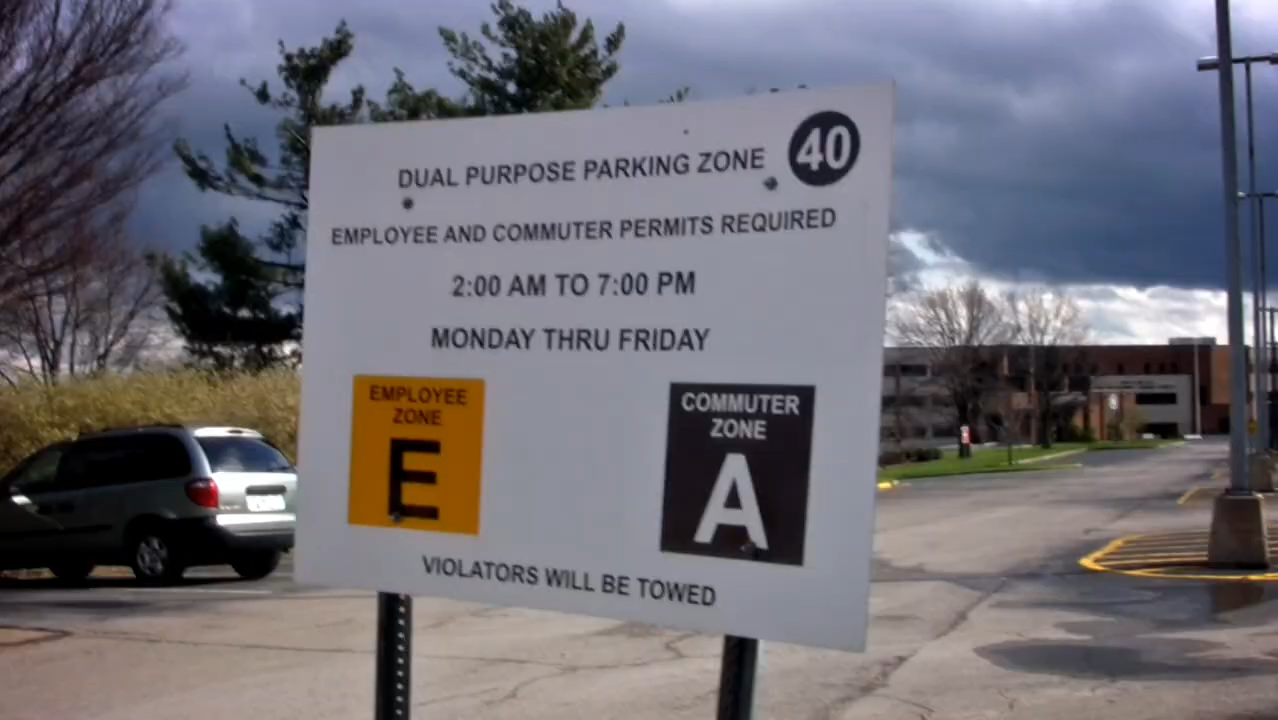 DUAL PURPOSE PARKING ZONE 40
EMPLOYEE AND COMMUTER PERMITS REQUIRED
2:00 AM TO 7:00 PM
MONDAY THRU FRIDAY
EMPLOYEE
ZONE
E
COMMUTER
ZONE
A
VIOLATORS WILL BE TOWED